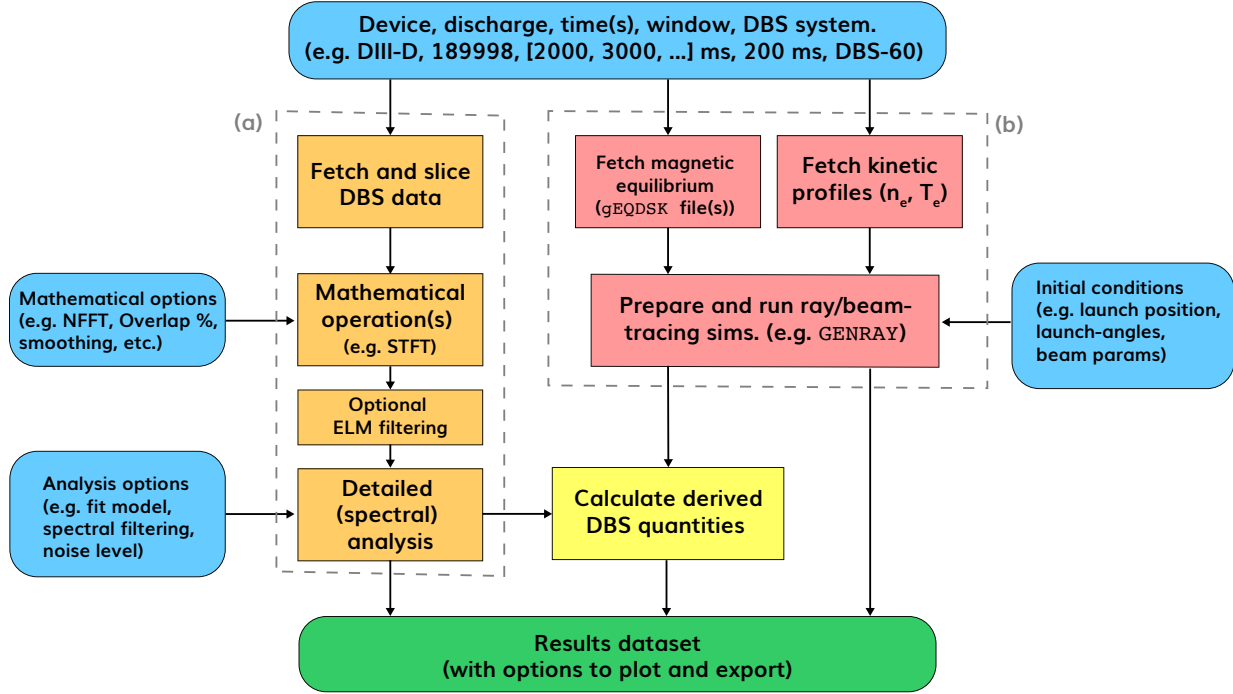 Device, discharge, time(s), window, DBS system.
(e.g. DIII-D, 189998, [2000, 3000, ...] ms, 200 ms, DBS-60)
(a)
(b)
Fetch and slice
DBS data
Fetch magnetic
equilibrium
(gEQDSK file(s))
Fetch kinetic
profiles (nₑ, Tₑ)
Mathematical options
(e.g. NFFT, Overlap %,
smoothing, etc.)
Mathematical
operation(s)
(e.g. STFT)
Prepare and run ray/beam-
tracing sims. (e.g. GENRAY)
Initial conditions
(e.g. launch position,
launch-angles,
beam params)
Optional
ELM filtering
Analysis options
(e.g. fit model,
spectral filtering,
noise level)
Detailed
(spectral)
analysis
Calculate derived
DBS quantities
Results dataset
(with options to plot and export)